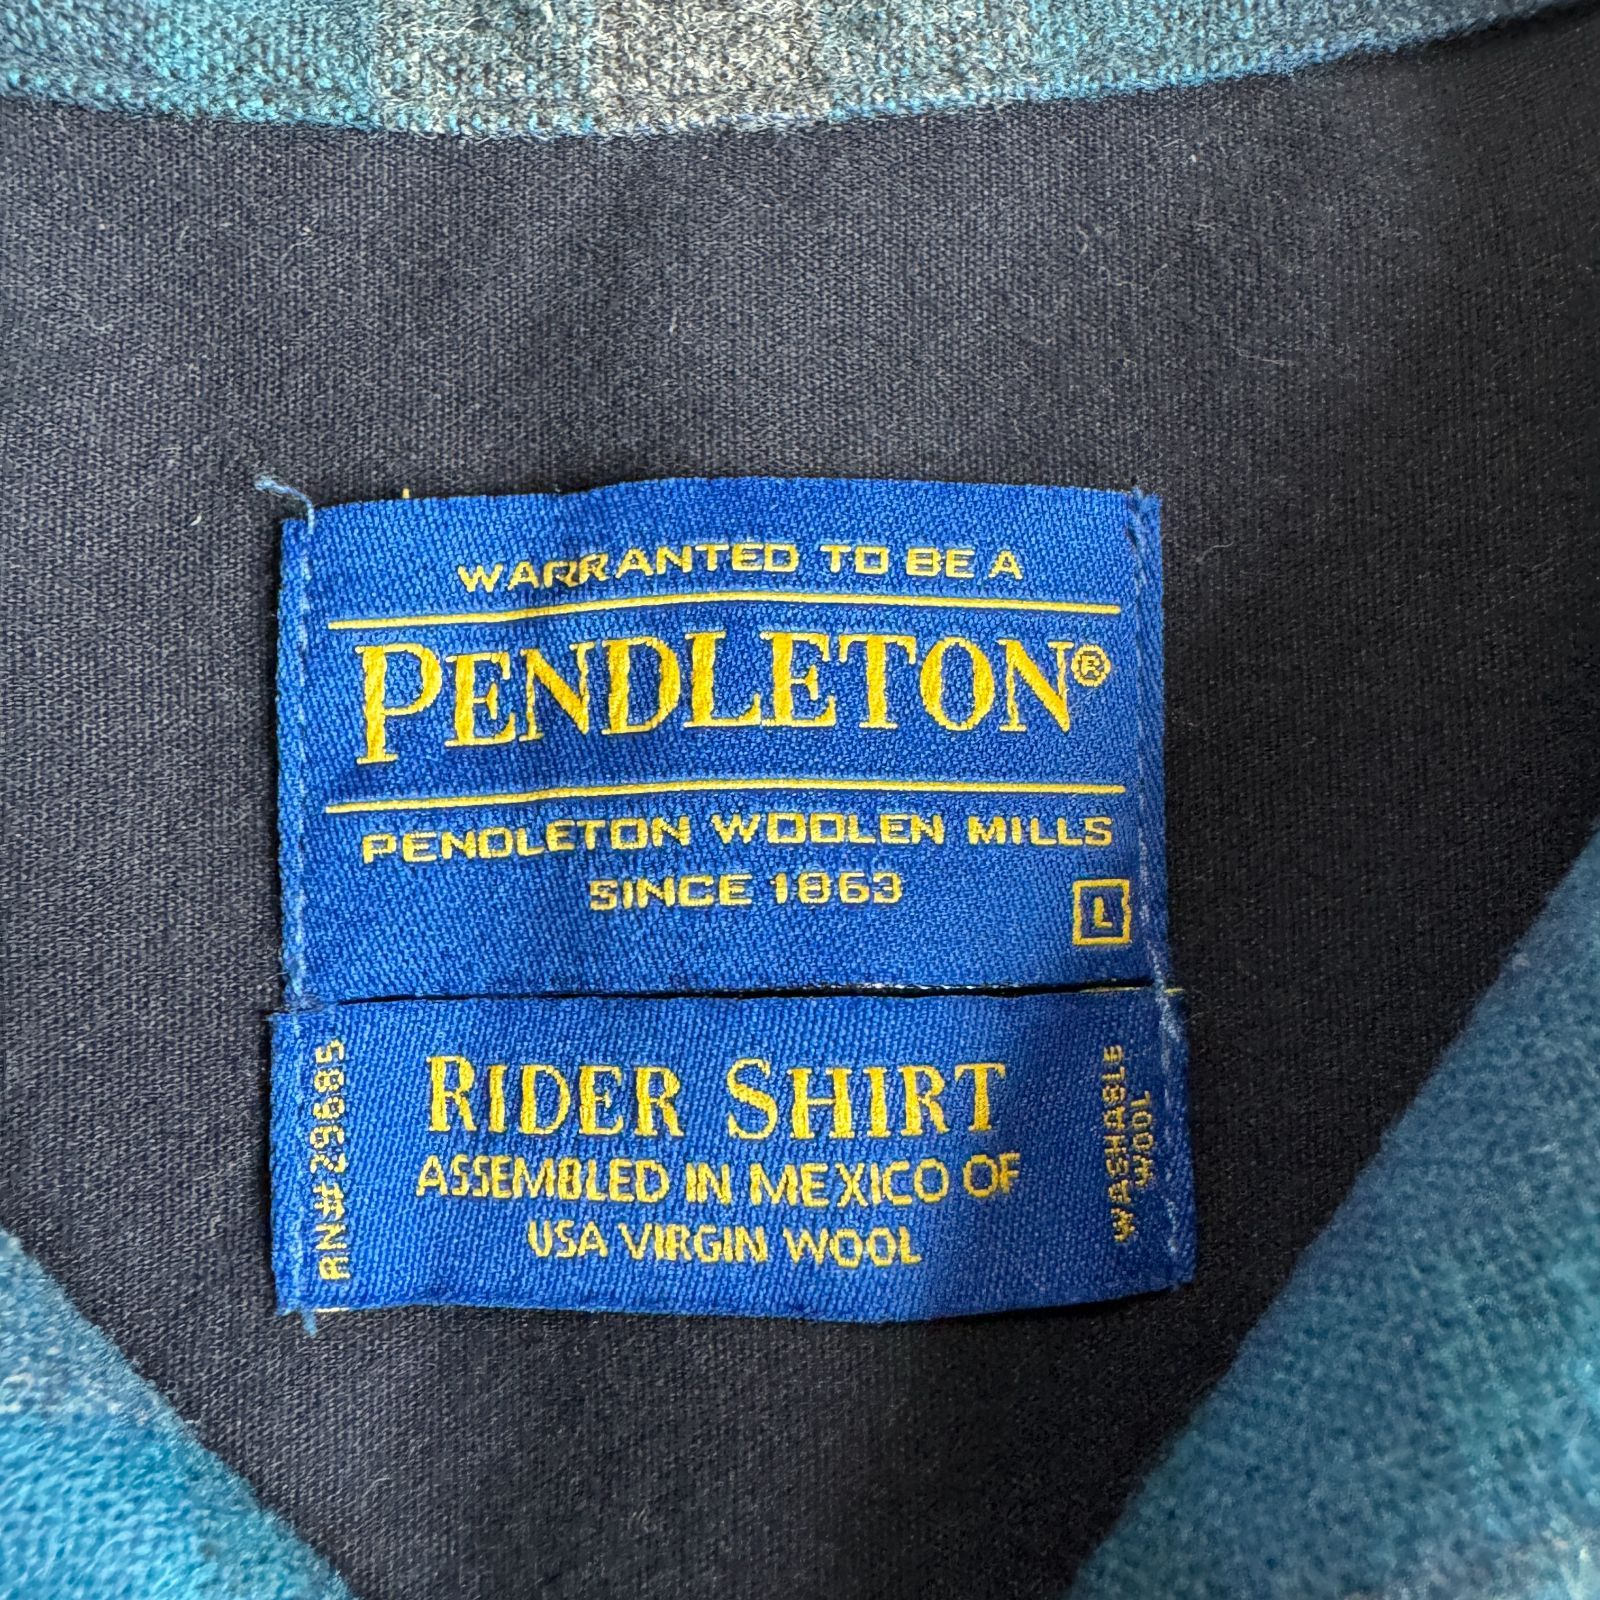 WARRANTED TO BE A
PENDLETON®
PENDLETON WOOLEN MILLS
SINCE 1863
L
RN# 29685
RIDER SHIRT
ASSEMBLED IN MEXICO OF
USA VIRGIN WOOL
WASHABLE
WOOL